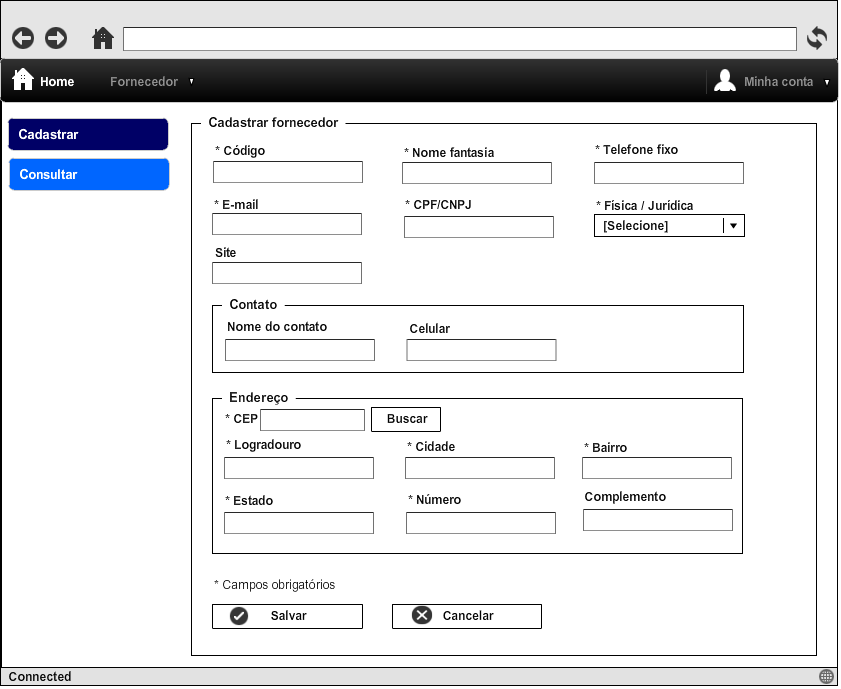 Home Fornecedor Minha conta
Cadastrar
Consultar
Cadastrar fornecedor
* Código * Nome fantasia * Telefone fixo
* E-mail * CPF/CNPJ * Física / Jurídica
[Selecione]
Site
Contato
Nome do contato Celular
Endereço
* CEP Buscar
* Logradouro * Cidade * Bairro
* Estado * Número Complemento
* Campos obrigatórios
Salvar Cancelar
Connected